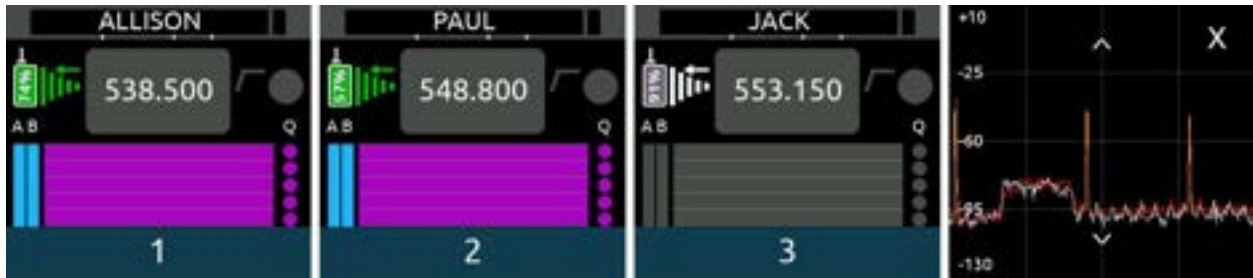 ALLISON
74%
538.500
A B
Q
1
PAUL
57%
548.800
A B
Q
2
JACK
91%
553.150
A B
Q
3
+10
X
-25
-60
-95
-130